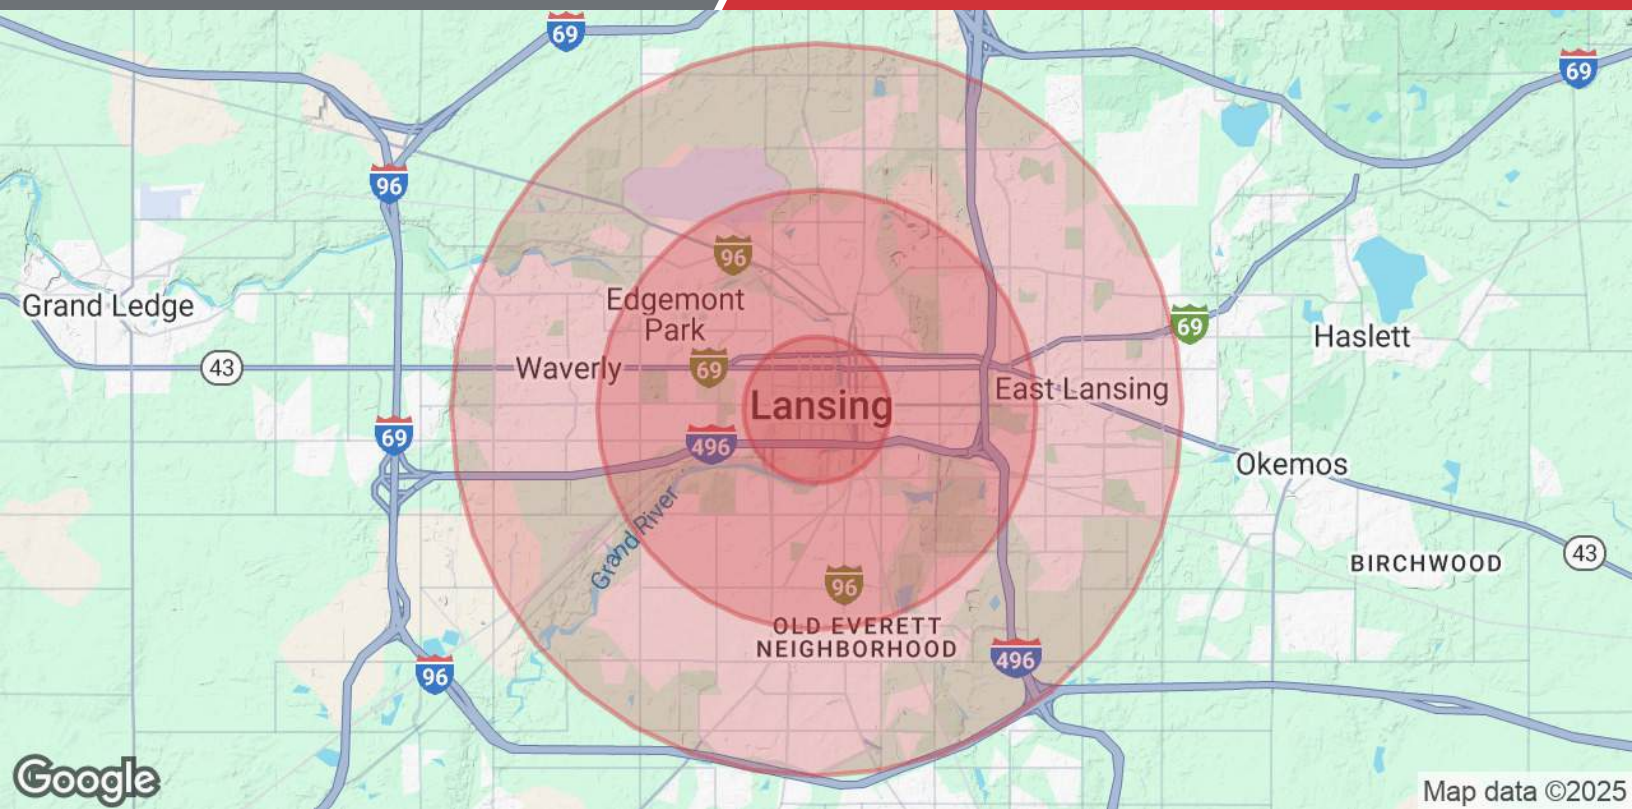 69
69
96
96
Edgemont
Park
Grand Ledge
69
Haslett
43
Waverly
69
East Lansing
Lansing
69
496
Okemos
Grand River
43
BIRCHWOOD
96
OLD EVERETT
NEIGHBORHOOD
496
96
Google
Map data ©2025